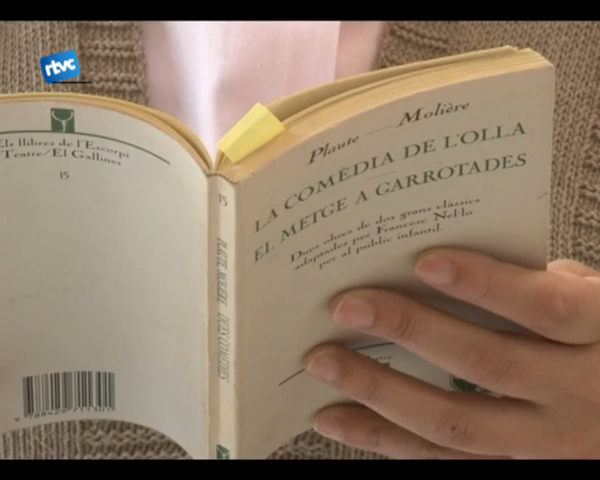 rtvc
Els llibres de l'Escorpí
Teatre/El Galliner
15
15
Plaute Molière
LA COMÈDIA DE L'OLLA
EL METGE A GARROTADES
Dues obres de dos grans clàssics
adaptades per Francesc Nel·lo
per al públic infantil.